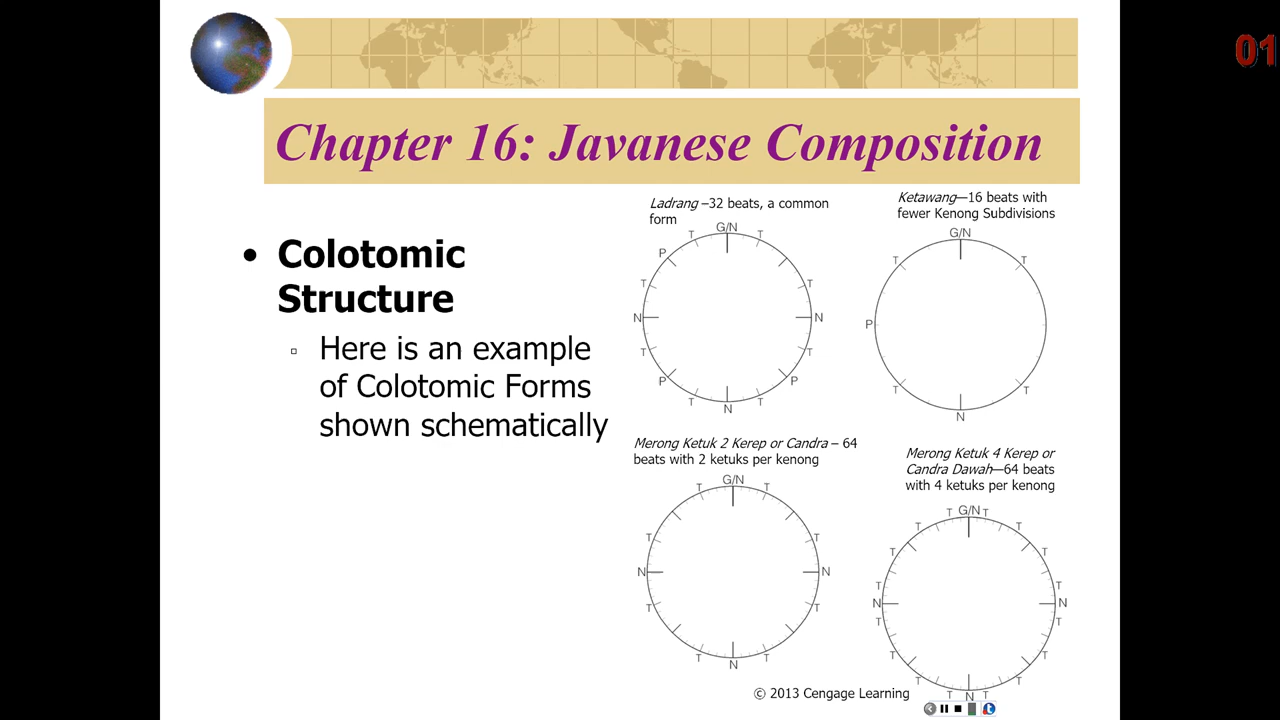 01
Chapter 16: Javanese Composition
• Colotomic
Structure
▫ Here is an example
of Colotomic Forms
shown schematically
Ladrang –32 beats, a common
form
G/N
T
T
P
T
T
N
N
T
T
P
P
T
T
N
Ketawang—16 beats with
fewer Kenong Subdivisions
G/N
T
T
P
T
T
N
Merong Ketuk 2 Kerep or Candra – 64
beats with 2 ketuks per kenong
G/N
T
T
T
T
N
N
T
T
T
T
N
Merong Ketuk 4 Kerep or
Candra Dawah—64 beats
with 4 ketuks per kenong
T G/N T
T
T
T
T
T
T
N
N
T
T
T
T
T
T
T N T
© 2013 Cengage Learning